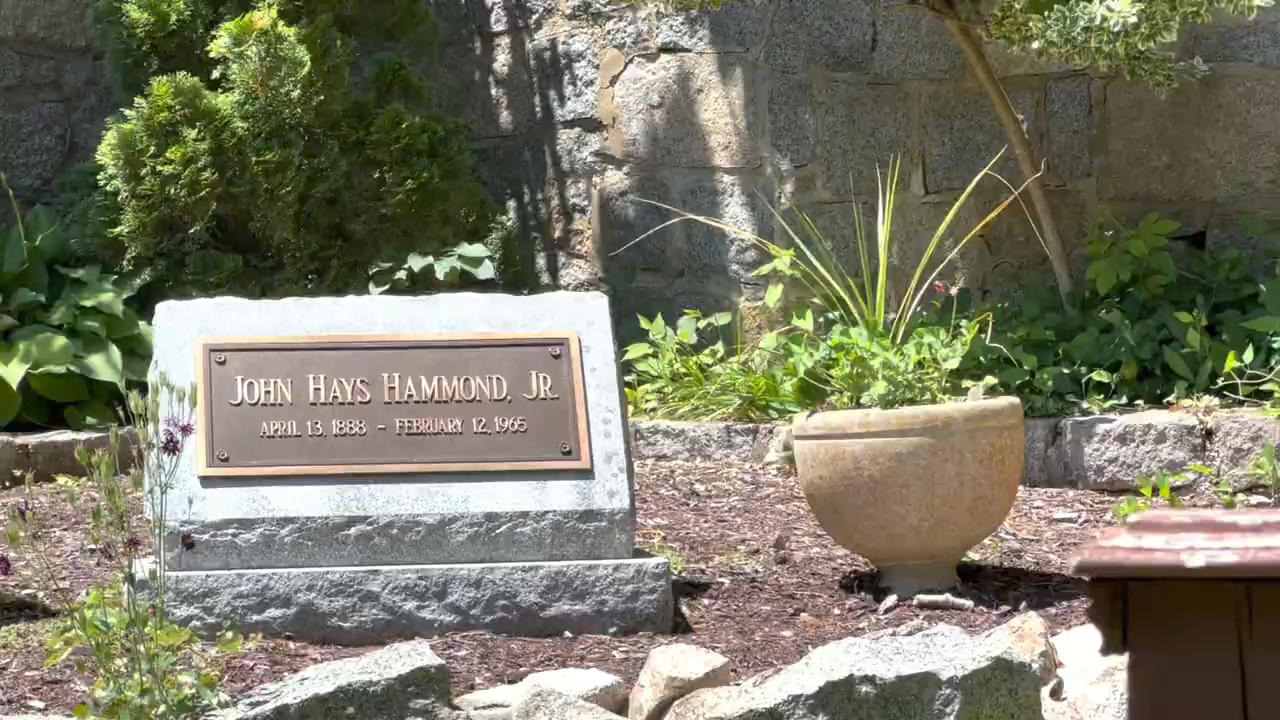 JOHN HAYS HAMMOND, JR.
APRIL 13, 1888 – FEBRUARY 12, 1965